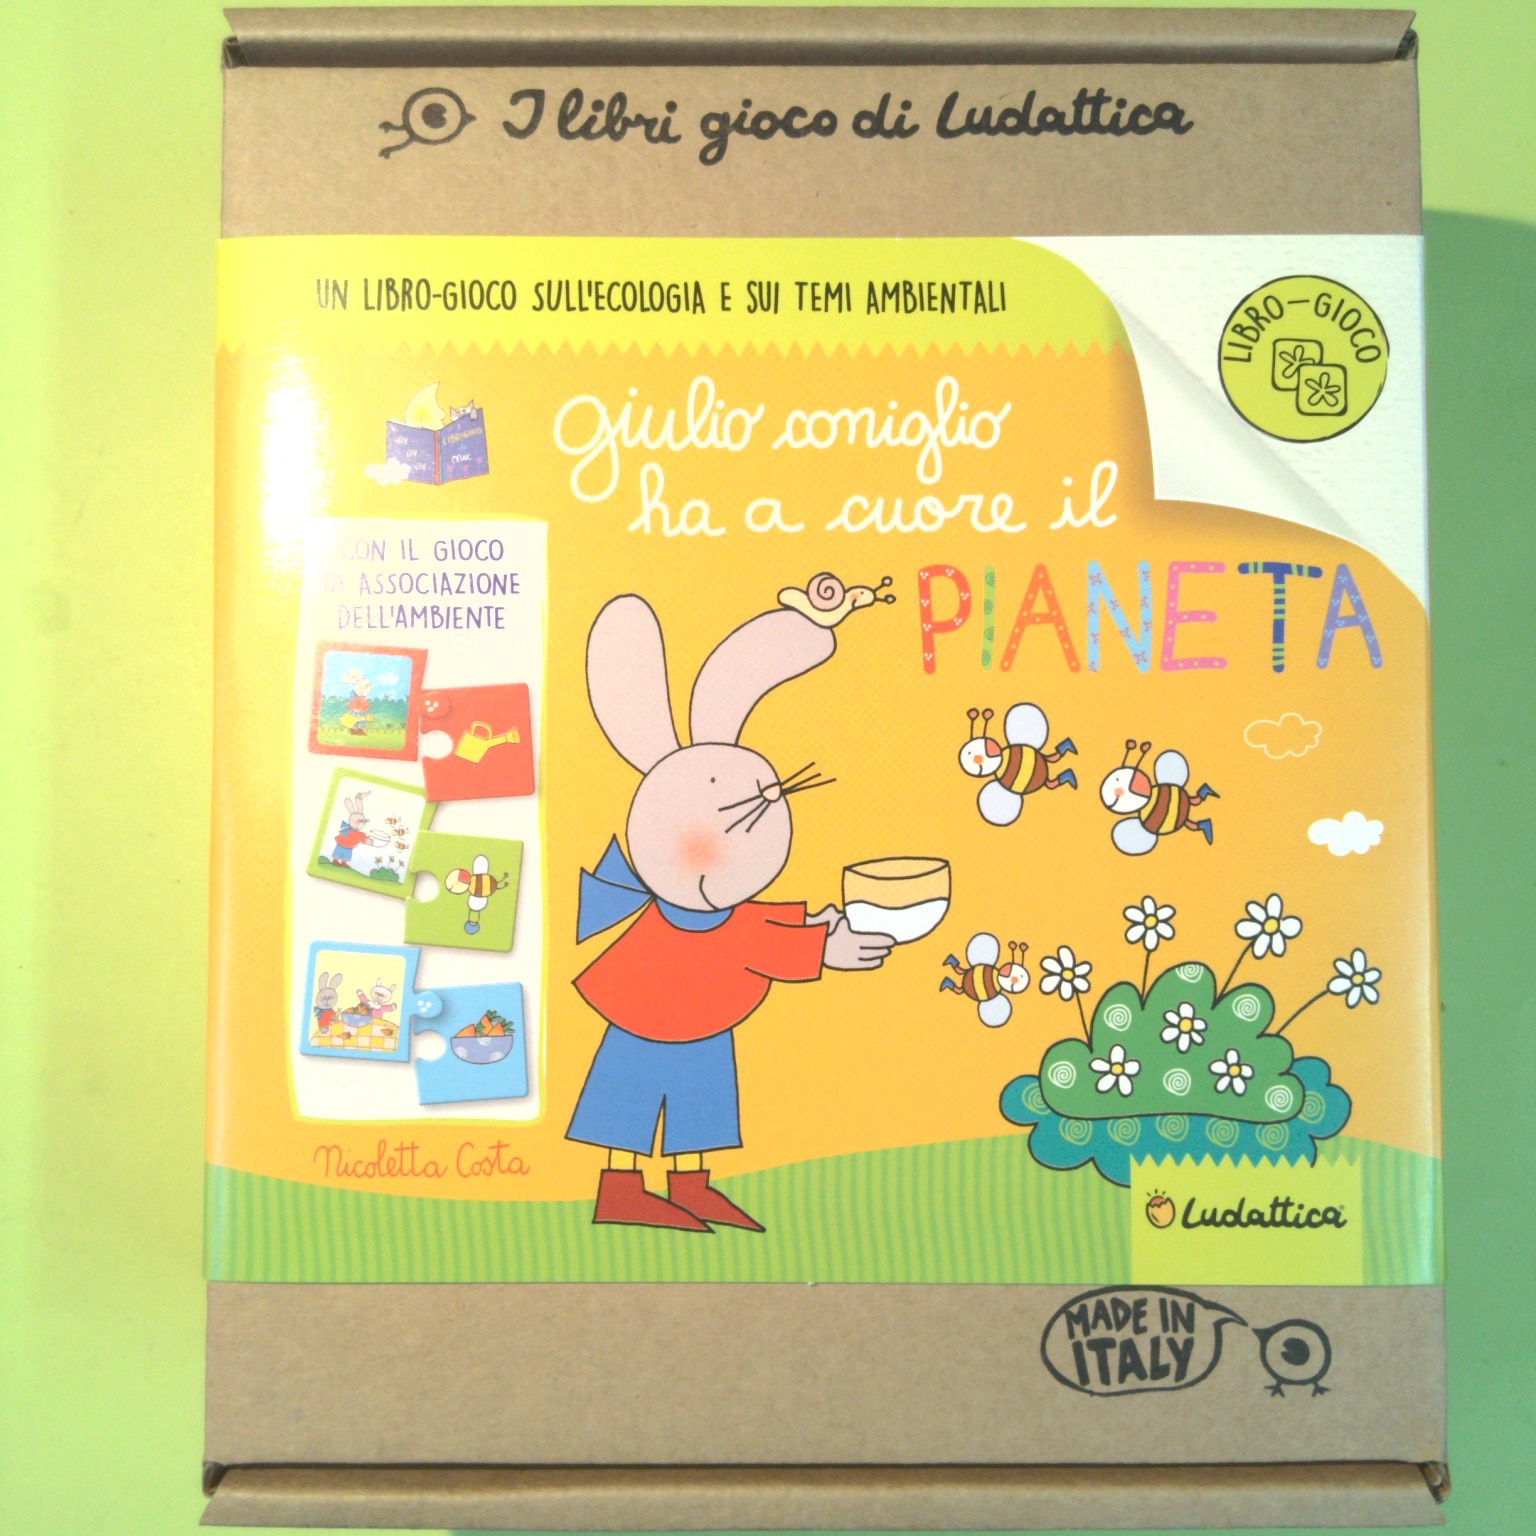 I libri gioco di Ludattica
UN LIBRO-GIOCO SULL'ECOLOGIA E SUI TEMI AMBIENTALI
LIBRO-GIOCO
giulio coniglio
ha a cuore il
PIANETA
CON IL GIOCO
DI ASSOCIAZIONE
DELL'AMBIENTE
Nicoletta Costa
Ludattica
MADE IN
ITALY